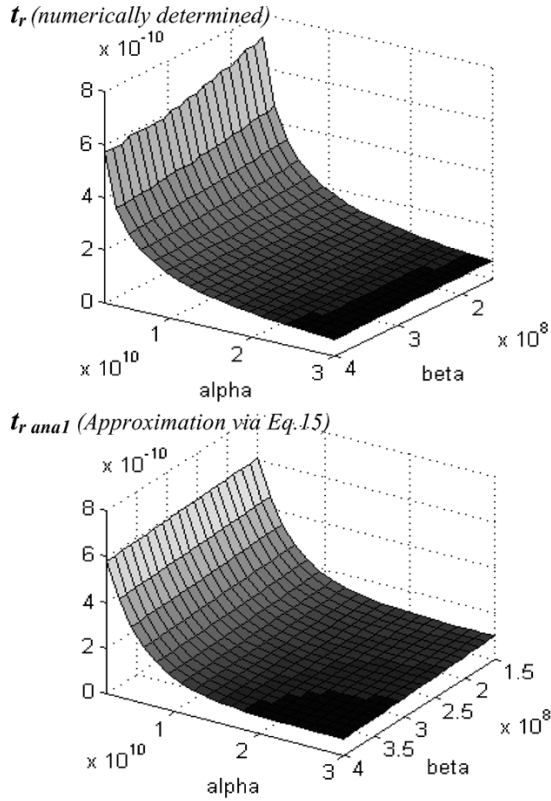 t_r (numerically determined)
x 10^-10
8
6
4
2
0
1
2
3
x 10^10
alpha
4
3
2
x 10^8
beta
t_r ana1 (Approximation via Eq.15)
x 10^-10
8
6
4
2
0
1
2
3
x 10^10
alpha
4
3.5
3
2.5
2
1.5
x 10^8
beta